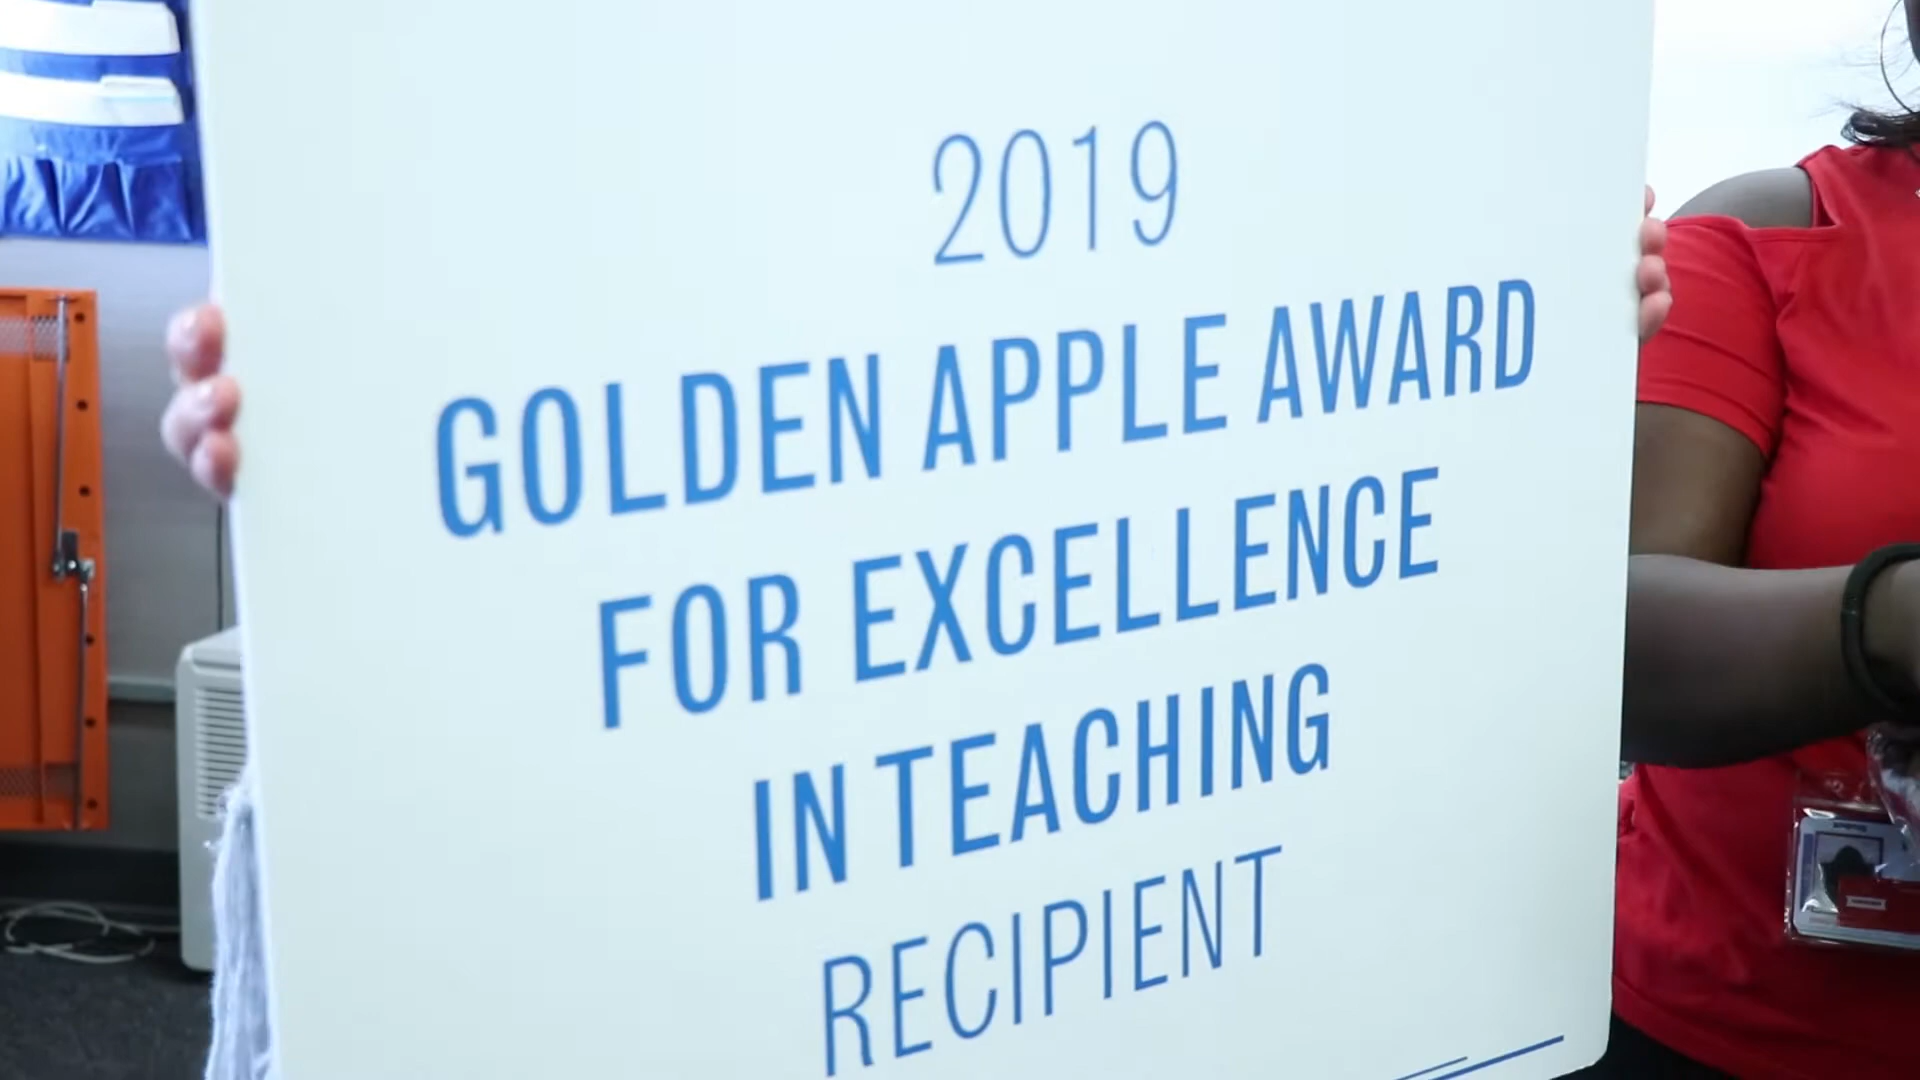 2019
GOLDEN APPLE AWARD
FOR EXCELLENCE
IN TEACHING
RECIPIENT